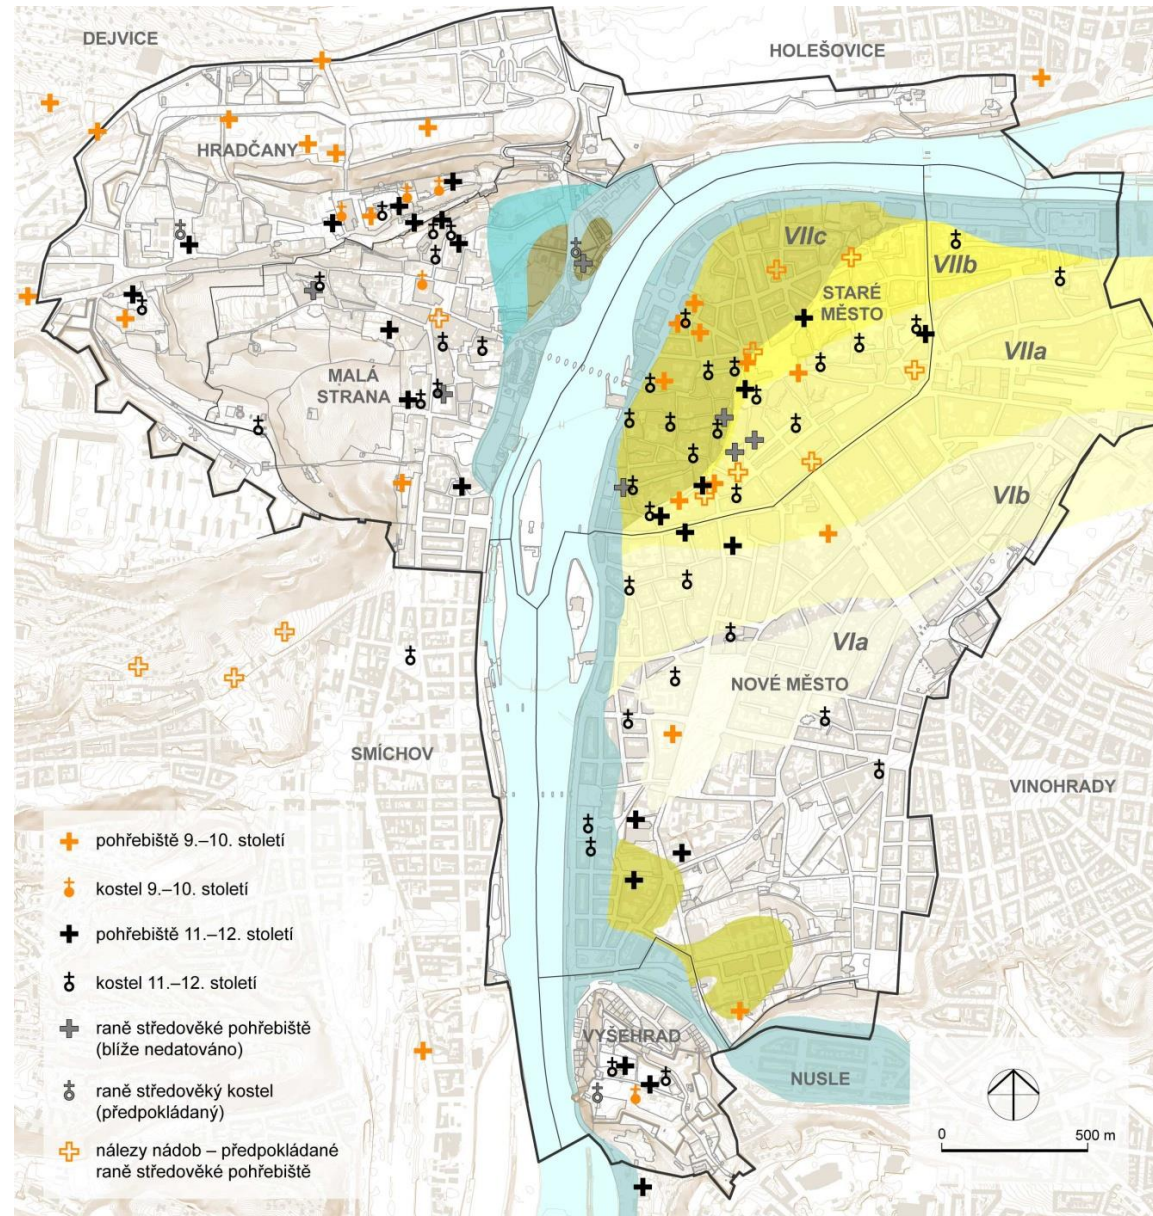 DEJVICE
HOLEŠOVICE
HRADČANY
VIIc
VIIb
STARÉ
MĚSTO
VIIa
MALÁ
STRANA
VIb
VIa
NOVÉ MĚSTO
SMÍCHOV
VINOHRADY
VYŠEHRAD
NUSLE
pohřebiště 9.–10. století
kostel 9.–10. století
pohřebiště 11.–12. století
kostel 11.–12. století
raně středověké pohřebiště
(blíže nedatováno)
raně středověký kostel
(předpokládaný)
nálezy nádob – předpokládané
raně středověké pohřebiště
0 500 m